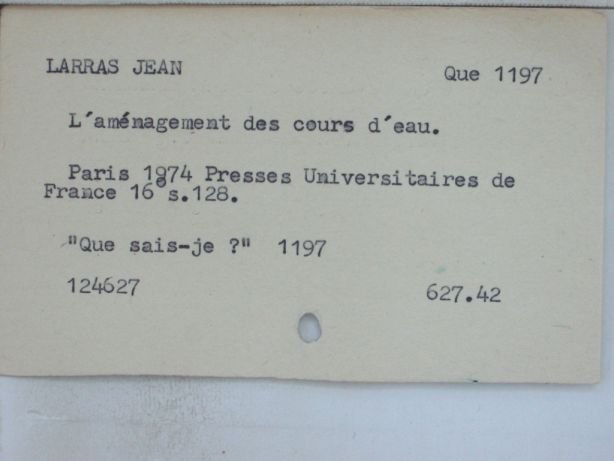 LARRAS JEAN
Que 1197
L'aménagement des cours d'eau.
Paris 1974 Presses Universitaires de
France 16° s.128.
"Que sais-je ?" 1197
124627
627.42